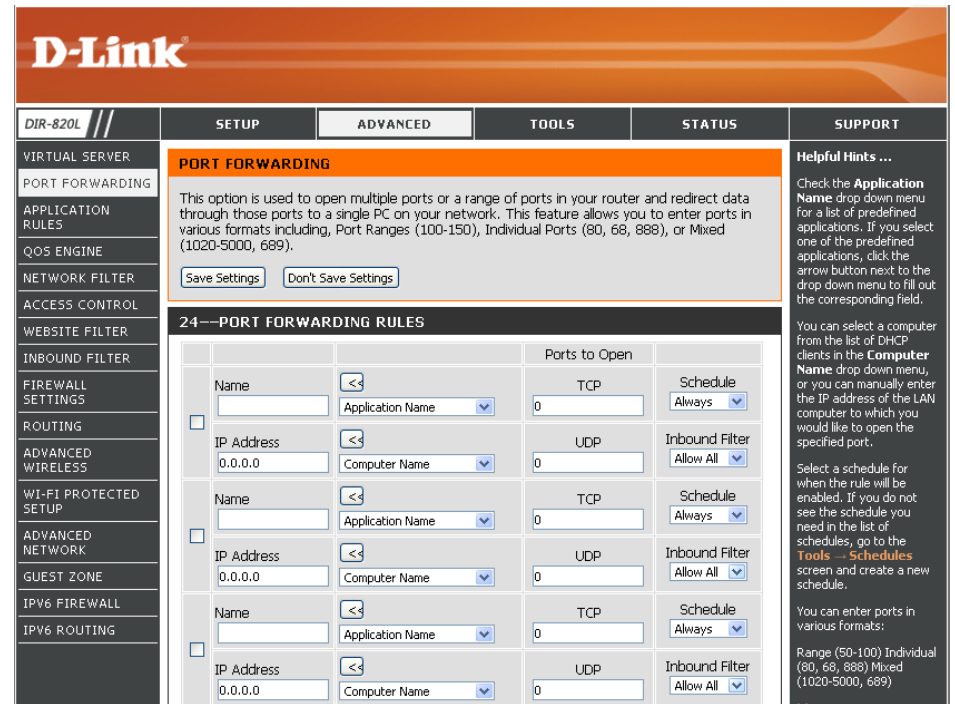 D-Link
DIR-820L
SETUP
ADVANCED
TOOLS
STATUS
SUPPORT
VIRTUAL SERVER
PORT FORWARDING
APPLICATION
RULES
QOS ENGINE
NETWORK FILTER
ACCESS CONTROL
WEBSITE FILTER
INBOUND FILTER
FIREWALL
SETTINGS
ROUTING
ADVANCED
WIRELESS
WI-FI PROTECTED
SETUP
ADVANCED
NETWORK
GUEST ZONE
IPV6 FIREWALL
IPV6 ROUTING
PORT FORWARDING
This option is used to open multiple ports or a range of ports in your router and redirect data
through those ports to a single PC on your network. This feature allows you to enter ports in
various formats including, Port Ranges (100-150), Individual Ports (80, 68, 888), or Mixed
(1020-5000, 689).
Save Settings
Don't Save Settings
24--PORT FORWARDING RULES
Ports to Open
Name
<<
TCP
Schedule
Application Name
0
Always
IP Address
<<
UDP
Inbound Filter
0.0.0.0
Computer Name
0
Allow All
Name
<<
TCP
Schedule
Application Name
0
Always
IP Address
<<
UDP
Inbound Filter
0.0.0.0
Computer Name
0
Allow All
Name
<<
TCP
Schedule
Application Name
0
Always
IP Address
<<
UDP
Inbound Filter
0.0.0.0
Computer Name
0
Allow All
Helpful Hints ...
Check the Application
Name drop down menu
for a list of predefined
applications. If you select
one of the predefined
applications, click the
arrow button next to the
drop down menu to fill out
the corresponding field.
You can select a computer
from the list of DHCP
clients in the Computer
Name drop down menu,
or you can manually enter
the IP address of the LAN
computer to which you
would like to open the
specified port.
Select a schedule for
when the rule will be
enabled. If you do not
see the schedule you
need in the list of
schedules, go to the
Tools → Schedules
screen and create a new
schedule.
You can enter ports in
various formats:
Range (50-100) Individual
(80, 68, 888) Mixed
(1020-5000, 689)